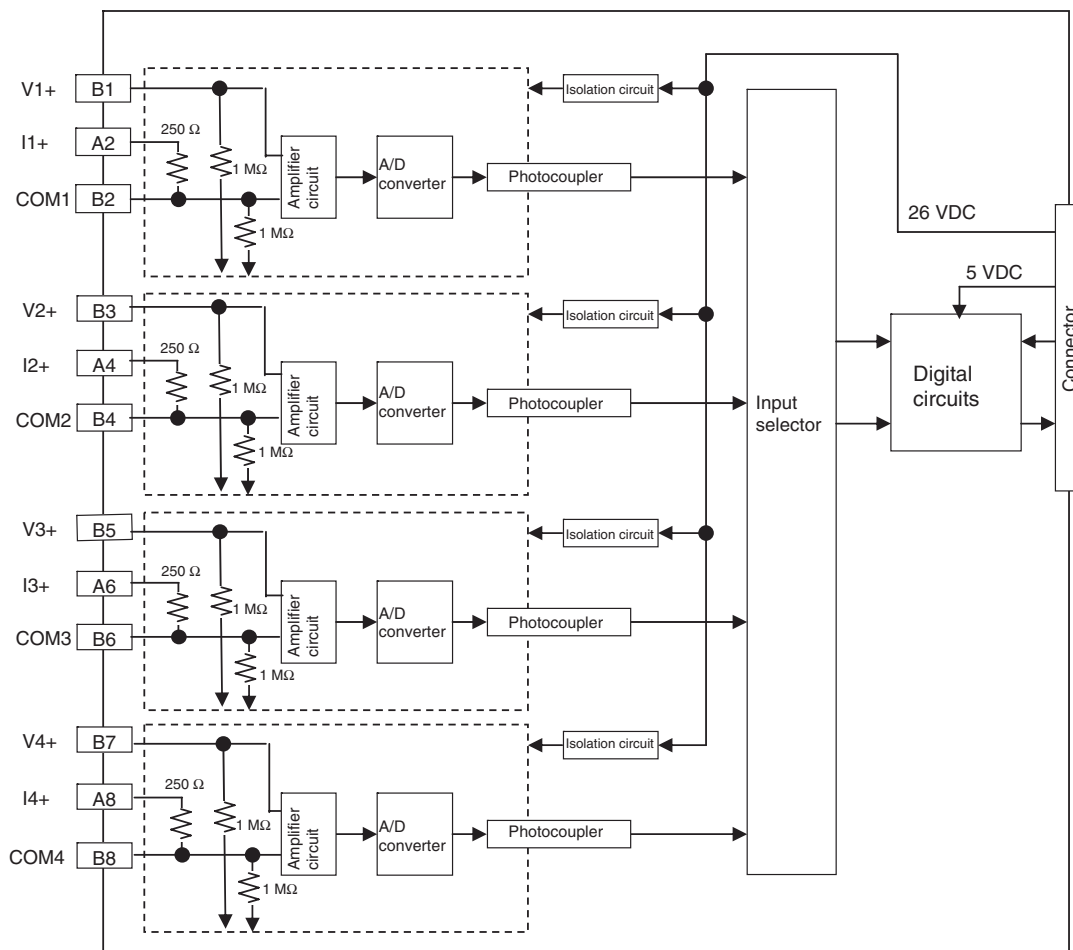 V1+
B1
Isolation circuit
I1+
A2
250 Ω
1 MΩ
Amplifier
circuit
A/D
converter
Photocoupler
COM1
B2
1 MΩ
26 VDC
5 VDC
V2+
B3
Isolation circuit
I2+
A4
250 Ω
1 MΩ
Amplifier
circuit
A/D
converter
Photocoupler
COM2
B4
1 MΩ
Input
selector
Digital
circuits
Connector
V3+
B5
Isolation circuit
I3+
A6
250 Ω
1 MΩ
Amplifier
circuit
A/D
converter
Photocoupler
COM3
B6
1 MΩ
V4+
B7
Isolation circuit
I4+
A8
250 Ω
1 MΩ
Amplifier
circuit
A/D
converter
Photocoupler
COM4
B8
1 MΩ